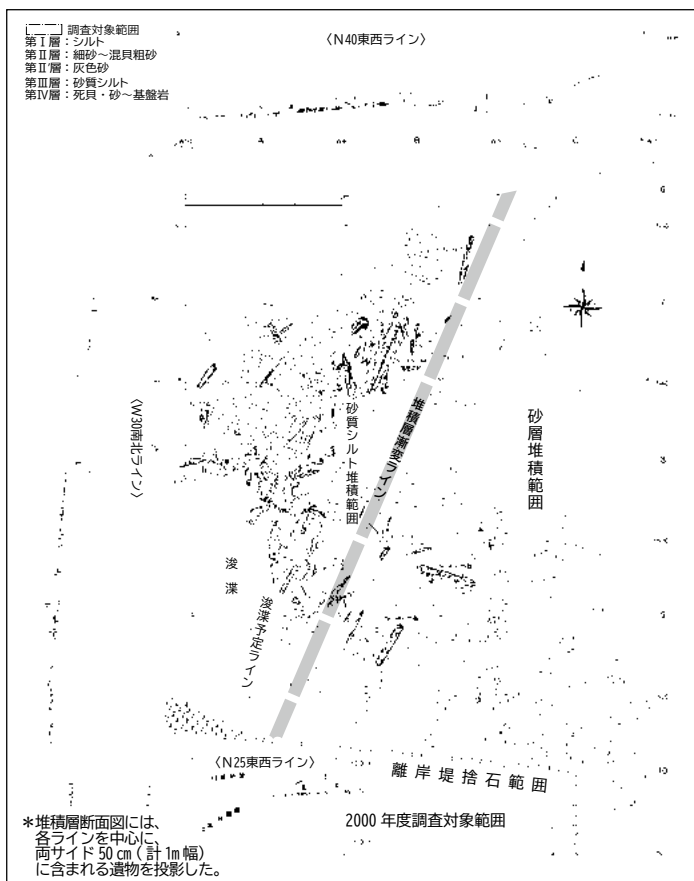 調査対象範囲
第Ⅰ層：シルト
第Ⅱ層：細砂～混貝粗砂
第Ⅱ'層：灰色砂
第Ⅲ層：砂質シルト
第Ⅳ層：死貝・砂～基盤岩
〈N40東西ライン〉
〈W30南北ライン〉
砂質シルト堆積範囲
堆積層漸変ライン
砂層堆積範囲
浚渫
浚渫予定ライン
〈N25東西ライン〉
離岸堤捨石範囲
2000年度調査対象範囲
＊堆積層断面図には、
各ラインを中心に、
両サイド50㎝(計1m幅)
に含まれる遺物を投影した。